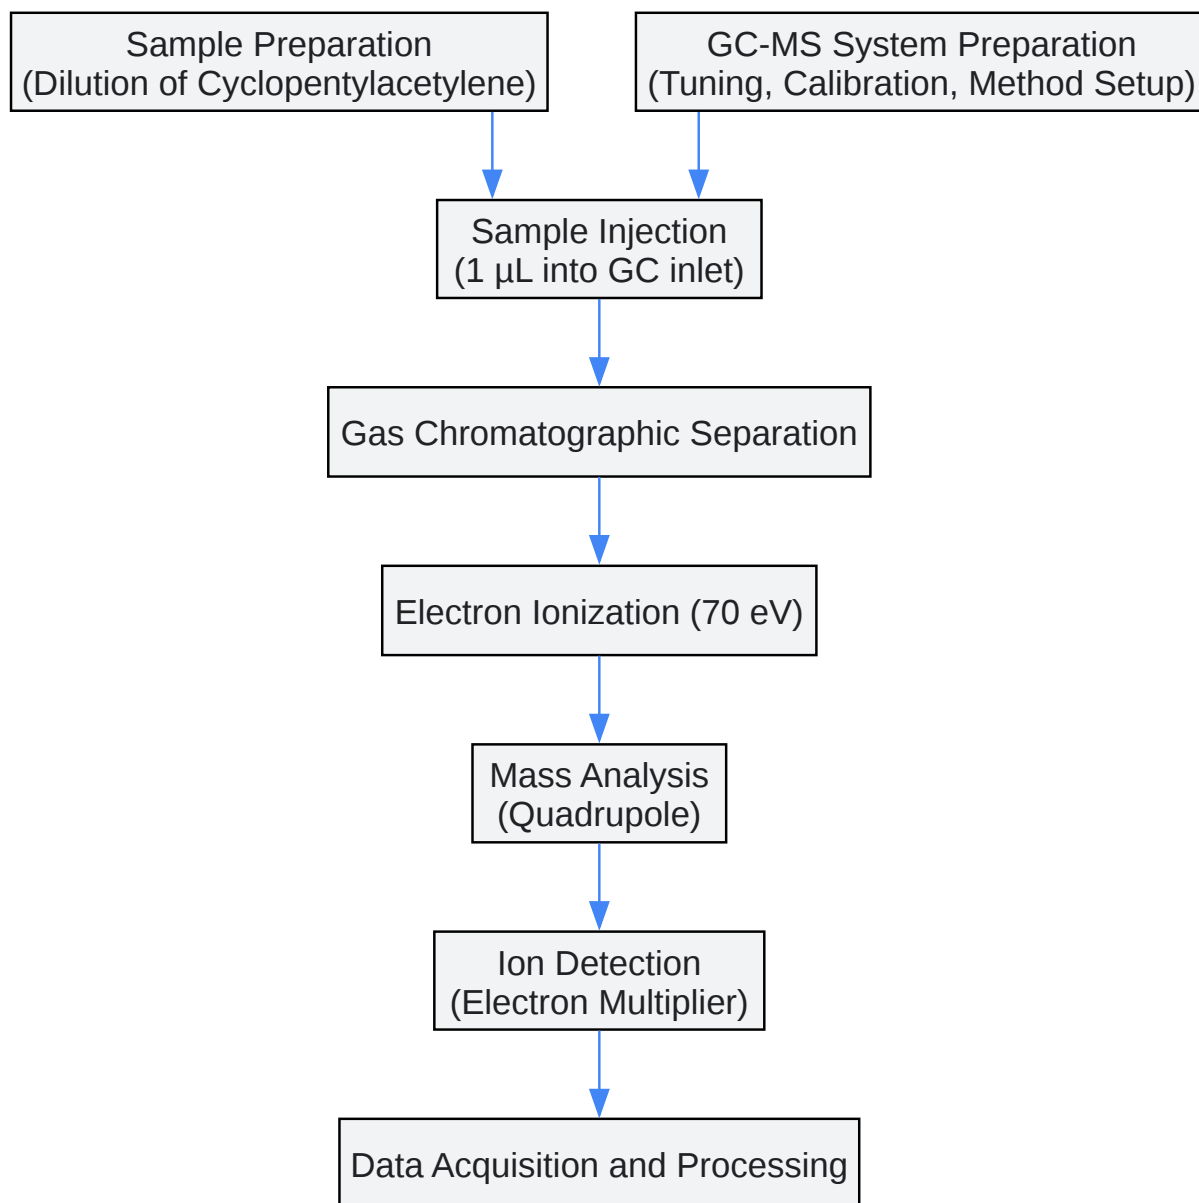 Sample Preparation
(Dilution of Cyclopentylacetylene)
GC-MS System Preparation
(Tuning, Calibration, Method Setup)
Sample Injection
(1 µL into GC inlet)
Gas Chromatographic Separation
Electron Ionization (70 eV)
Mass Analysis
(Quadrupole)
Ion Detection
(Electron Multiplier)
Data Acquisition and Processing